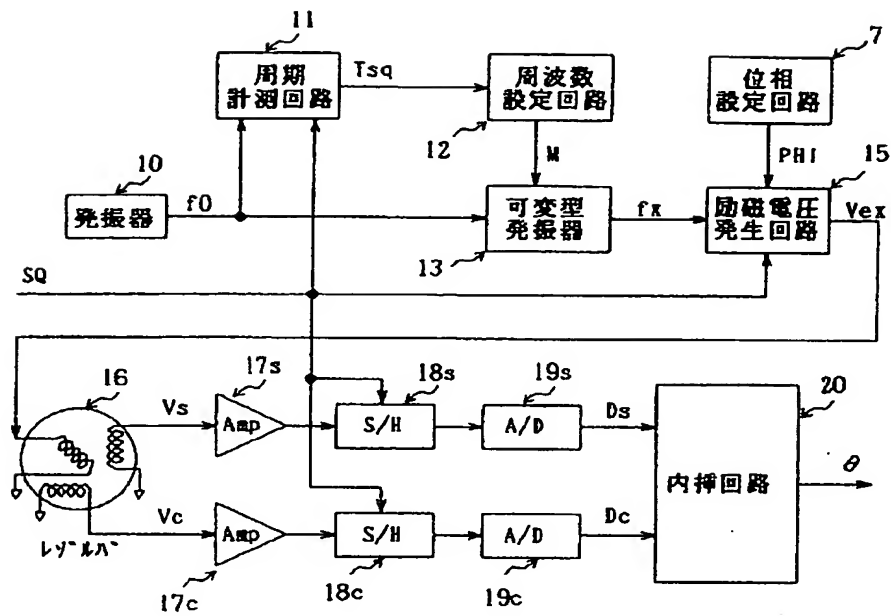 11
7
周期
計測回路
Tsq
周波数
設定回路
位相
設定回路
12
M
PHI
15
10
発振器
f0
可変型
発振器
fx
励磁電圧
発生回路
Vex
13
SQ
16
17s
18s
19s
20
Vs
Amp
S/H
A/D
Ds
内挿回路
θ
Vc
Amp
S/H
A/D
Dc
レゾルバ
17c
18c
19c